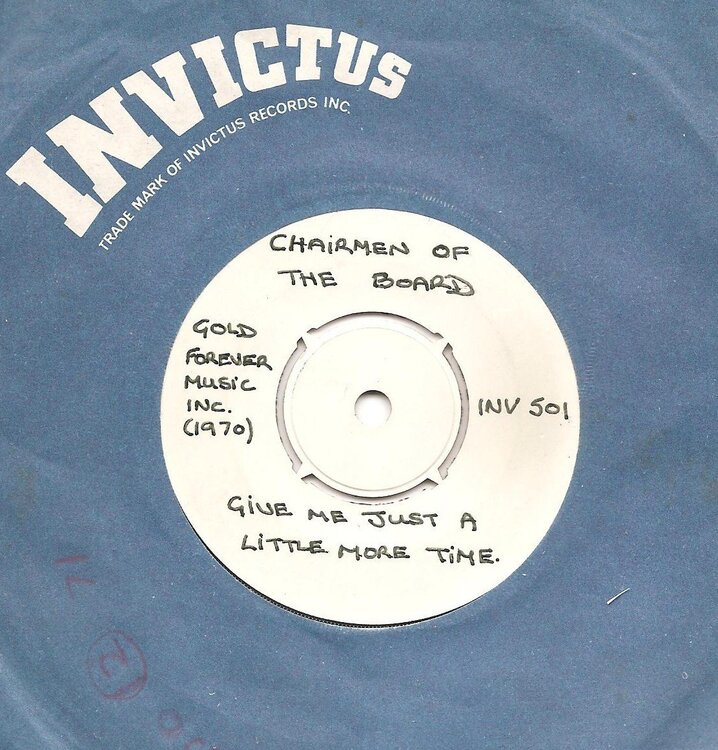 INVICTUS
TRADE MARK OF INVICTUS RECORDS INC.
CHAIRMEN OF
THE BOARD
GOLD
FOREVER
MUSIC
INC.
(1970)
INV 501
GIVE ME JUST A
LITTLE MORE TIME.
71